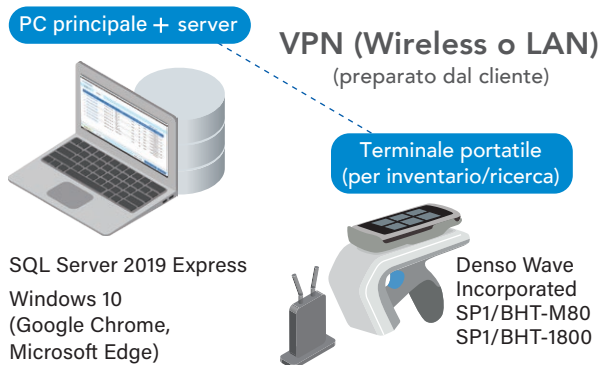 PC principale + server
VPN (Wireless o LAN)
(preparato dal cliente)
Terminale portatile
(per inventario/ricerca)
SQL Server 2019 Express
Windows 10
(Google Chrome,
Microsoft Edge)
Denso Wave
Incorporated
SP1/BHT-M80
SP1/BHT-1800